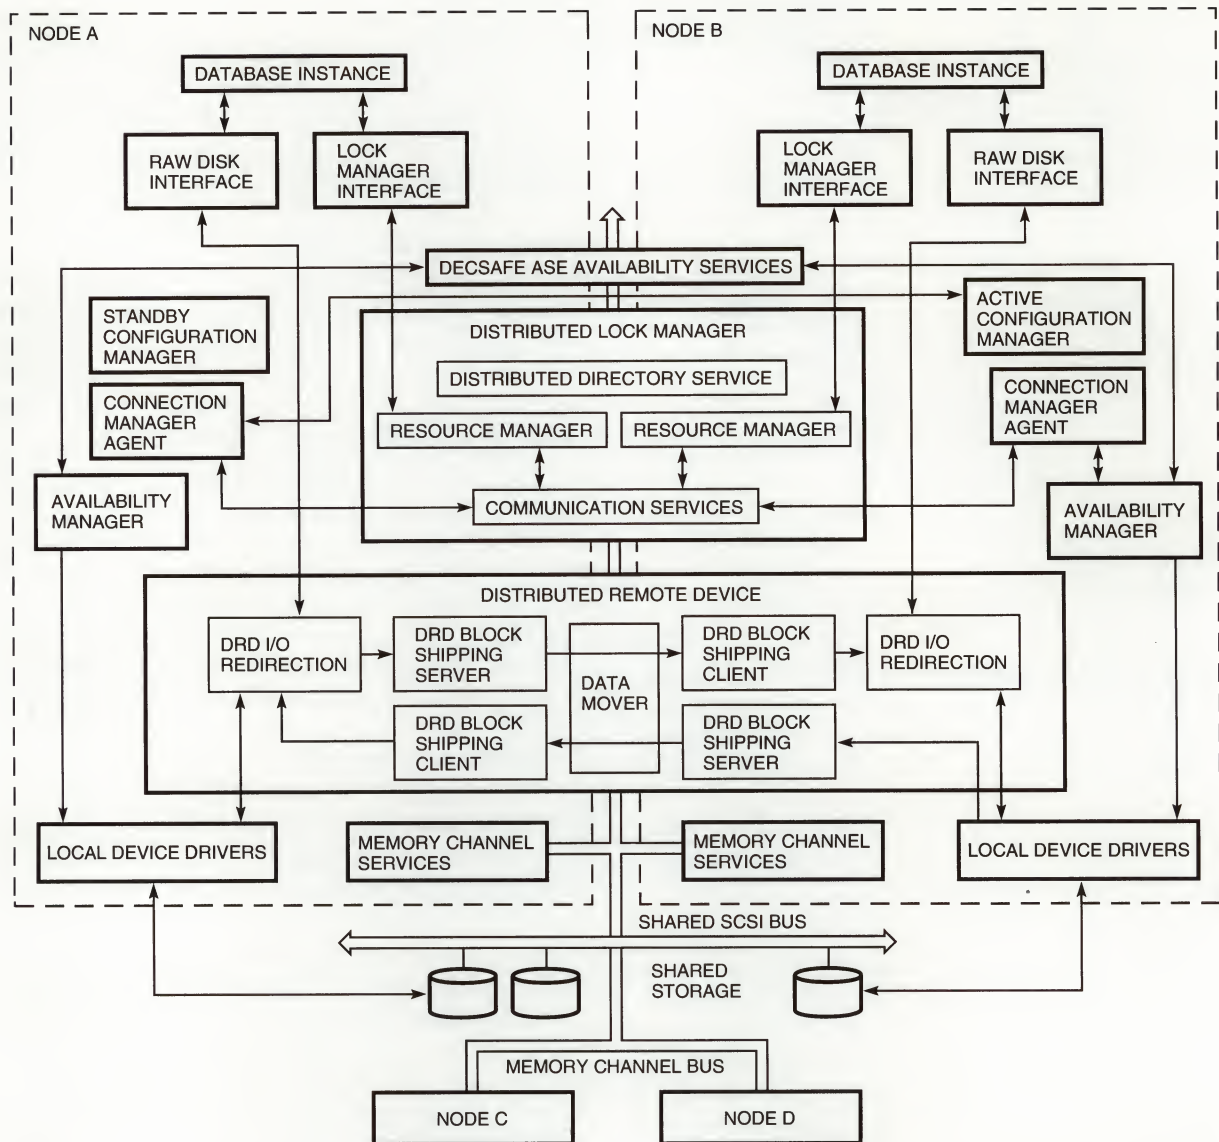 NODE A
NODE B
DATABASE INSTANCE
DATABASE INSTANCE
RAW DISK
INTERFACE
LOCK
MANAGER
INTERFACE
LOCK
MANAGER
INTERFACE
RAW DISK
INTERFACE
DECSAFE ASE AVAILABILITY SERVICES
STANDBY
CONFIGURATION
MANAGER
DISTRIBUTED LOCK MANAGER
ACTIVE
CONFIGURATION
MANAGER
DISTRIBUTED DIRECTORY SERVICE
CONNECTION
MANAGER
AGENT
RESOURCE MANAGER
RESOURCE MANAGER
CONNECTION
MANAGER
AGENT
AVAILABILITY
MANAGER
COMMUNICATION SERVICES
AVAILABILITY
MANAGER
DISTRIBUTED REMOTE DEVICE
DRD I/O
REDIRECTION
DRD BLOCK
SHIPPING
SERVER
DATA
MOVER
DRD BLOCK
SHIPPING
CLIENT
DRD I/O
REDIRECTION
DRD BLOCK
SHIPPING
CLIENT
DRD BLOCK
SHIPPING
SERVER
LOCAL DEVICE DRIVERS
MEMORY CHANNEL
SERVICES
MEMORY CHANNEL
SERVICES
LOCAL DEVICE DRIVERS
SHARED SCSI BUS
SHARED
STORAGE
MEMORY CHANNEL BUS
NODE C
NODE D